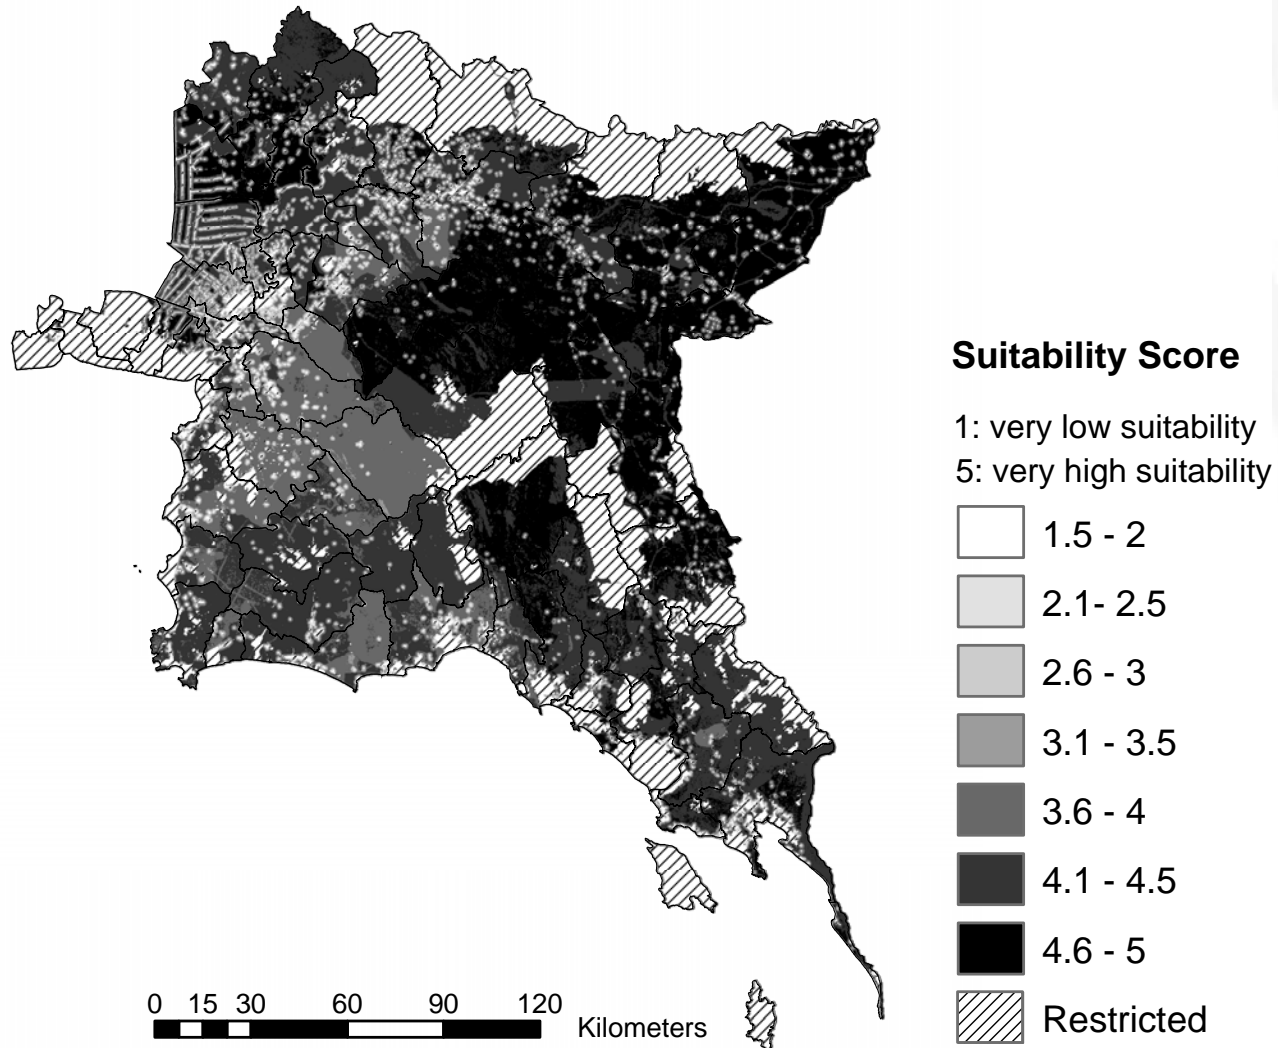 Suitability Score
1: very low suitability
5: very high suitability
1.5 - 2
2.1- 2.5
2.6 - 3
3.1 - 3.5
3.6 - 4
4.1 - 4.5
4.6 - 5
Restricted
0 15 30 60 90 120
Kilometers